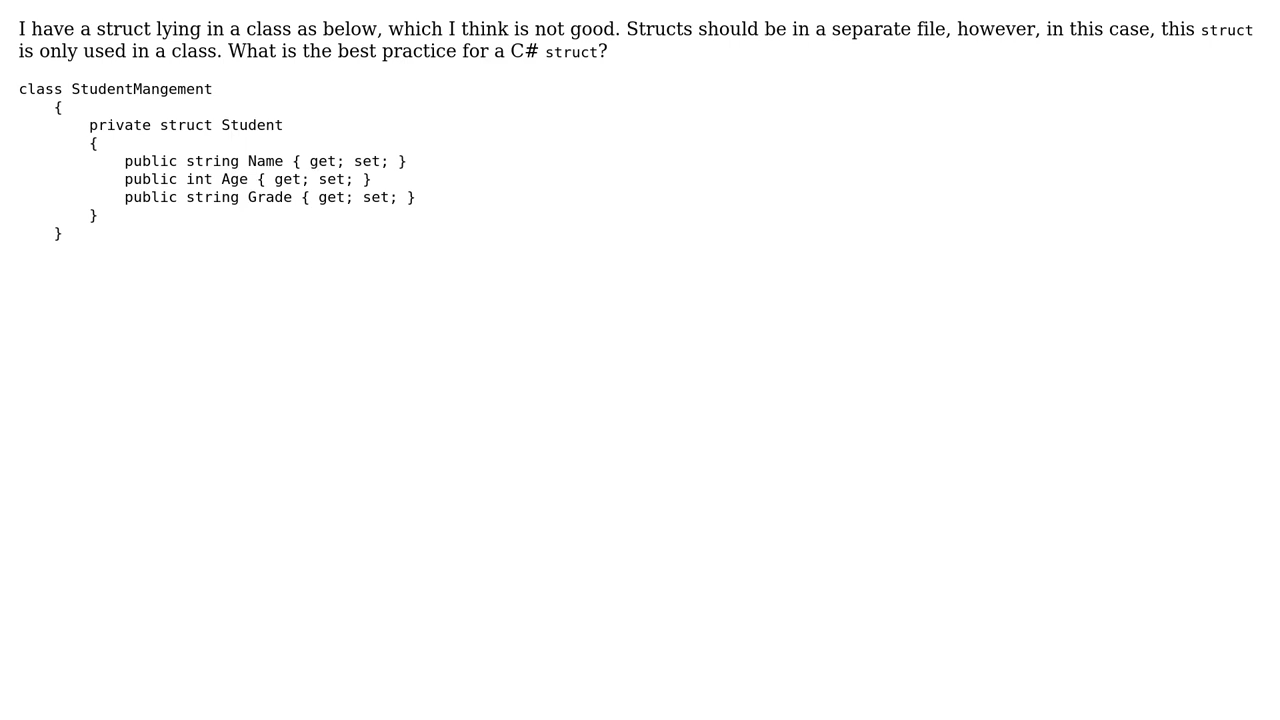 I have a struct lying in a class as below, which I think is not good. Structs should be in a separate file, however, in this case, this struct
is only used in a class. What is the best practice for a C# struct?
class StudentMangement
    {
        private struct Student
        {
            public string Name { get; set; }
            public int Age { get; set; }
            public string Grade { get; set; }
        }
    }